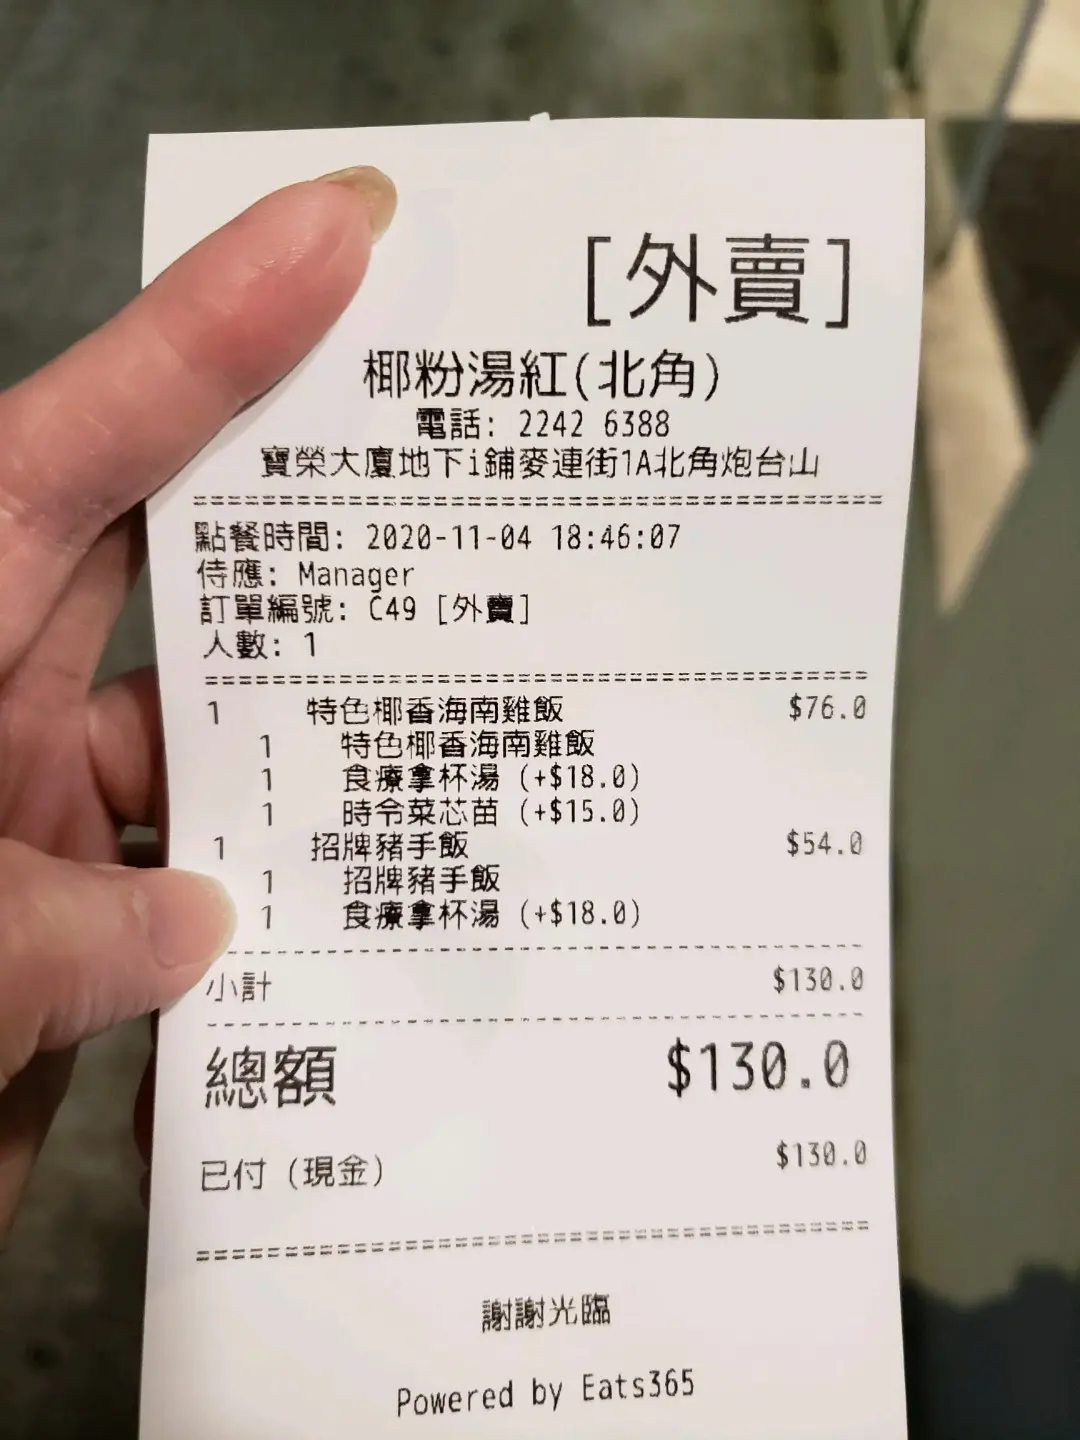 [外賣]
椰粉湯紅(北角)
電話: 2242 6388
寶榮大廈地下i鋪麥連街1A北角炮台山
點餐時間: 2020-11-04 18:46:07
侍應: Manager
訂單編號: C49 [外賣]
人數: 1
1 特色椰香海南雞飯 $76.0
1 特色椰香海南雞飯
1 食療拿杯湯 (+$18.0)
1 時令菜芯苗 (+$15.0)
1 招牌豬手飯 $54.0
1 招牌豬手飯
1 食療拿杯湯 (+$18.0)
小計 $130.0
總額 $130.0
已付 (現金) $130.0
謝謝光臨
Powered by Eats365